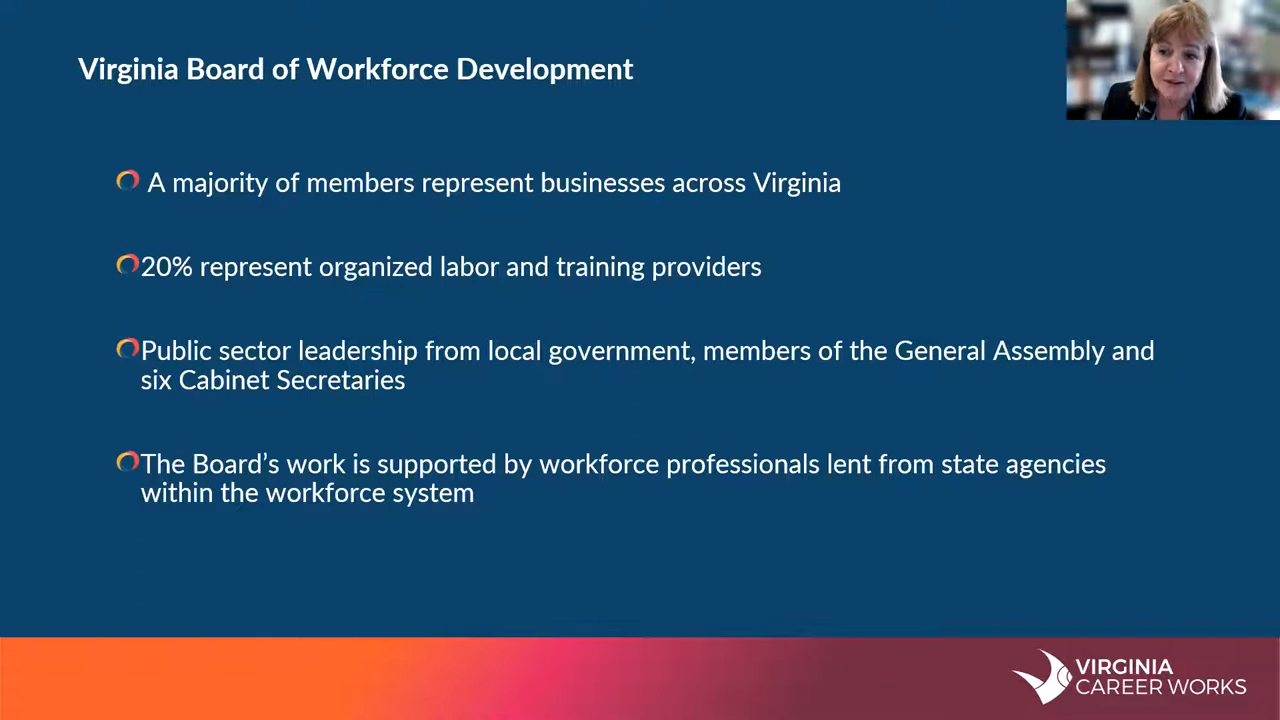 Virginia Board of Workforce Development
A majority of members represent businesses across Virginia
20% represent organized labor and training providers
Public sector leadership from local government, members of the General Assembly and
six Cabinet Secretaries
The Board’s work is supported by workforce professionals lent from state agencies
within the workforce system
VIRGINIA
CAREER WORKS